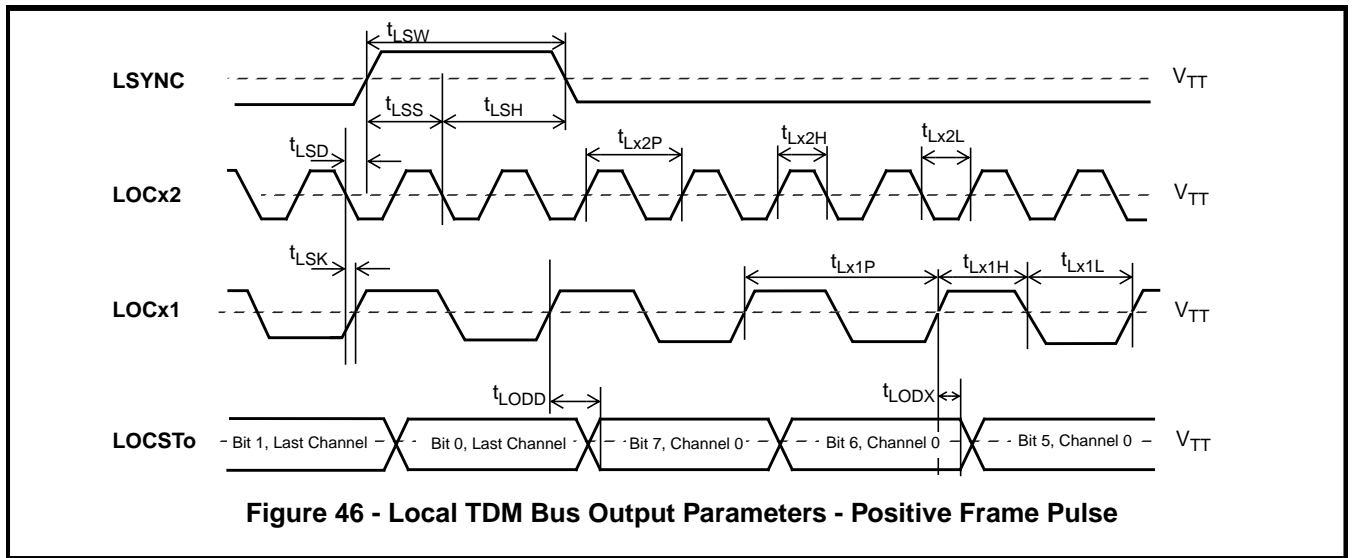 tLSW
LSYNC
VTT
tLSS
tLSH
tLSD
tLx2P
tLx2H
tLx2L
LOCx2
VTT
tLSK
tLx1P
tLx1H
tLx1L
LOCx1
VTT
tLODD
tLODX
LOCSTo
Bit 1, Last Channel
Bit 0, Last Channel
Bit 7, Channel 0
Bit 6, Channel 0
Bit 5, Channel 0
VTT
Figure 46 - Local TDM Bus Output Parameters - Positive Frame Pulse